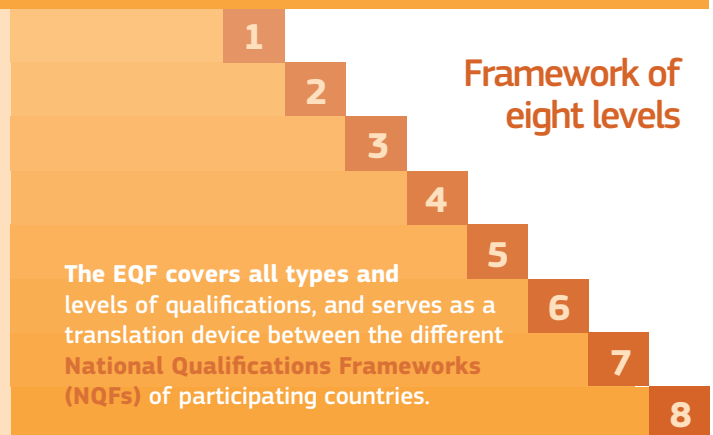 1
2
Framework of
eight levels
3
4
5
The EQF covers all types and
levels of qualifications, and serves as a
6
translation device between the different
National Qualifications Frameworks
7
(NQFs) of participating countries.
8